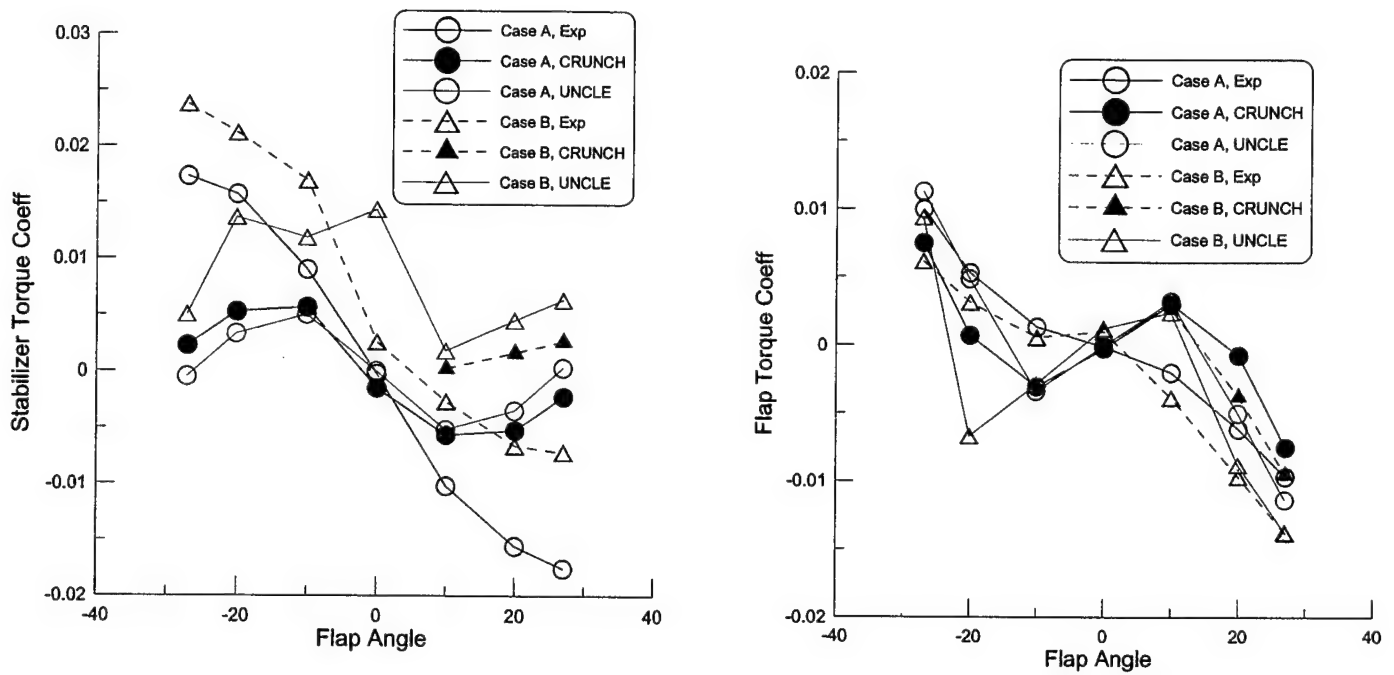 0.03
0.02
0.01
0
-0.01
-0.02
-40
-20
0
20
40
Stabilizer Torque Coeff
Flap Angle
Case A, Exp
Case A, CRUNCH
Case A, UNCLE
Case B, Exp
Case B, CRUNCH
Case B, UNCLE
0.02
0.01
0
-0.01
-0.02
-40
-20
0
20
40
Flap Torque Coeff
Flap Angle
Case A, Exp
Case A, CRUNCH
Case A, UNCLE
Case B, Exp
Case B, CRUNCH
Case B, UNCLE